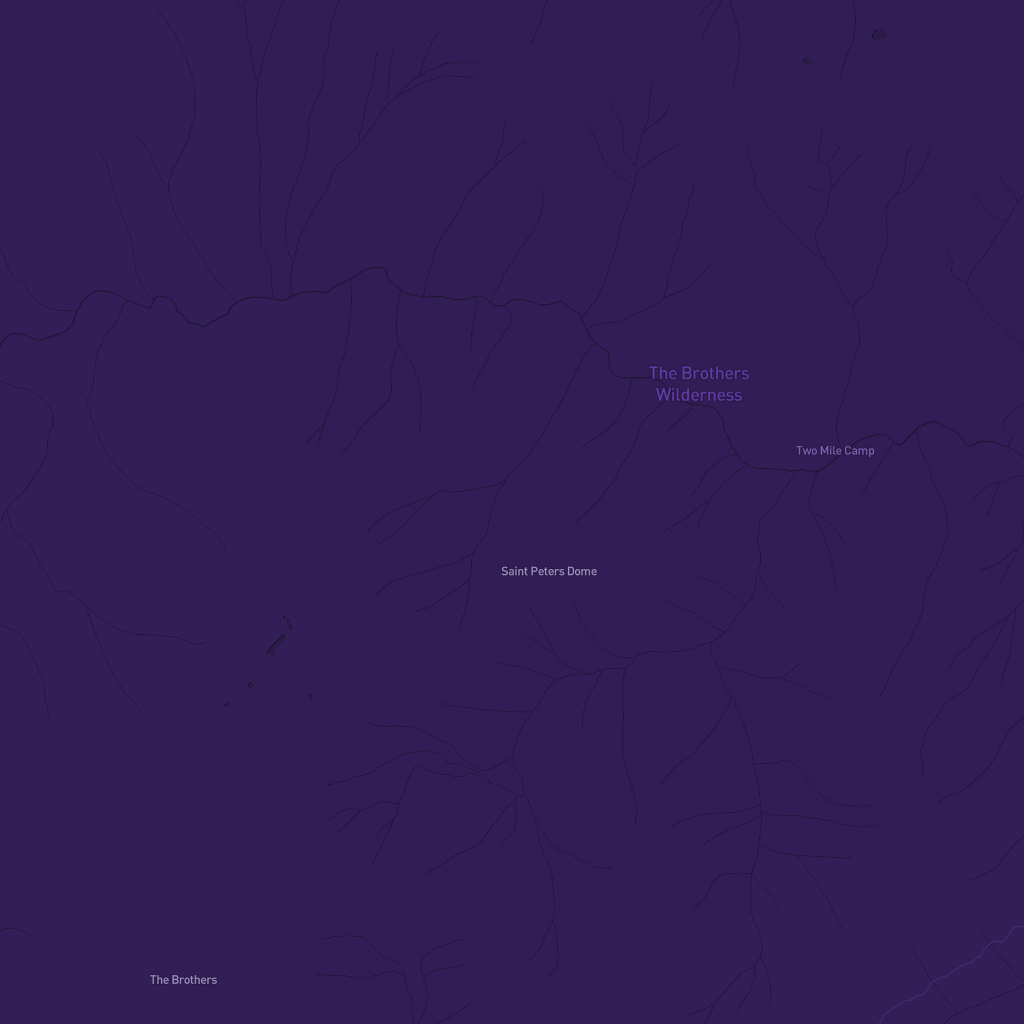 The Brothers
Wilderness
Two Mile Camp
Saint Peters Dome
The Brothers